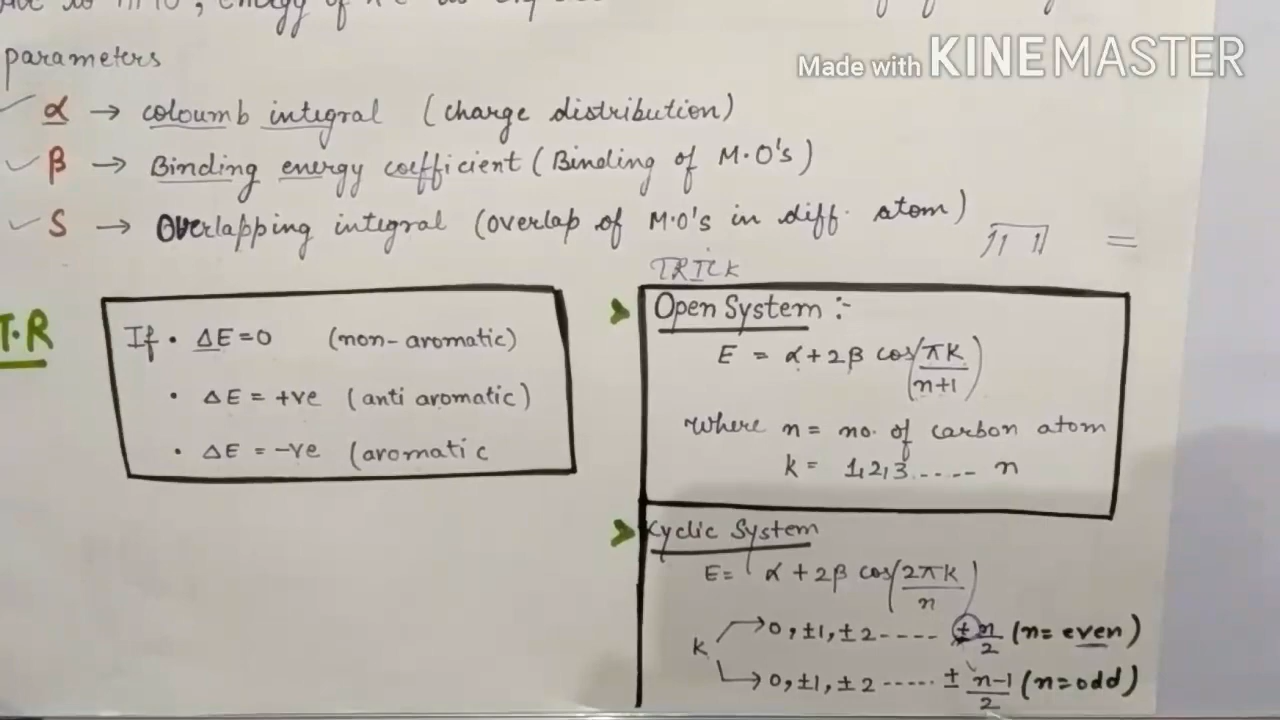 parameters
Made with KINEMASTER
α → coloumb integral (charge distribution)
β → Binding energy coefficient (Binding of M.O's)
S → Overlapping integral (overlap of M.O's in diff. atom)
=
TRICK
T.R
If • ΔE=0 (non-aromatic)
• ΔE = +ve (anti aromatic)
• ΔE = -ve (aromatic
Open System :-
E = α + 2β cos(πk/n+1)
Where n = no. of carbon atom
k = 1,2,3..... n
Cyclic System
E = α + 2β cos(2πk/n)
k → 0, ±1, ±2 ----- ± n/2 (n = even)
→ 0, ±1, ±2 ----- ± n-1/2 (n = odd)